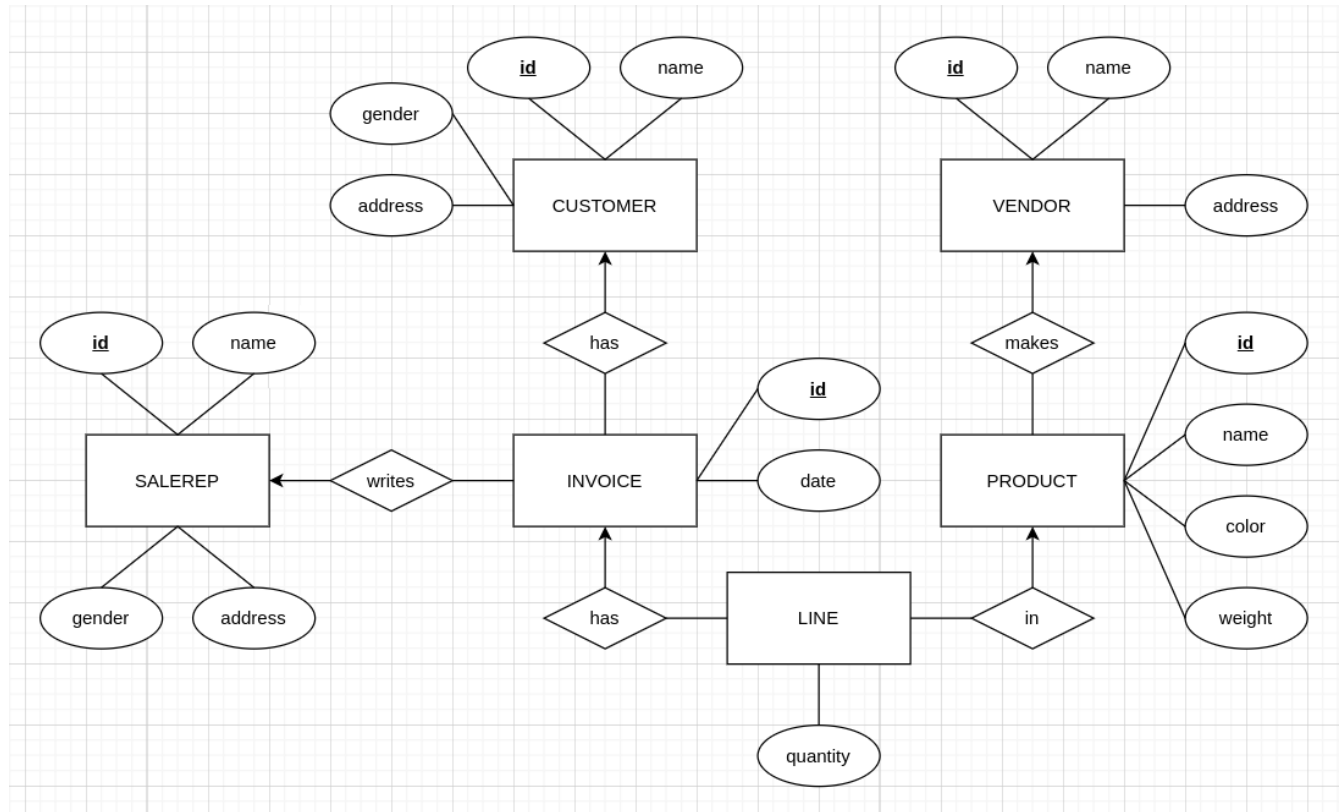 id
name
id
name
gender
address
CUSTOMER
VENDOR
address
id
name
has
makes
id
id
date
name
SALEREP
writes
INVOICE
PRODUCT
color
gender
address
has
LINE
in
weight
quantity